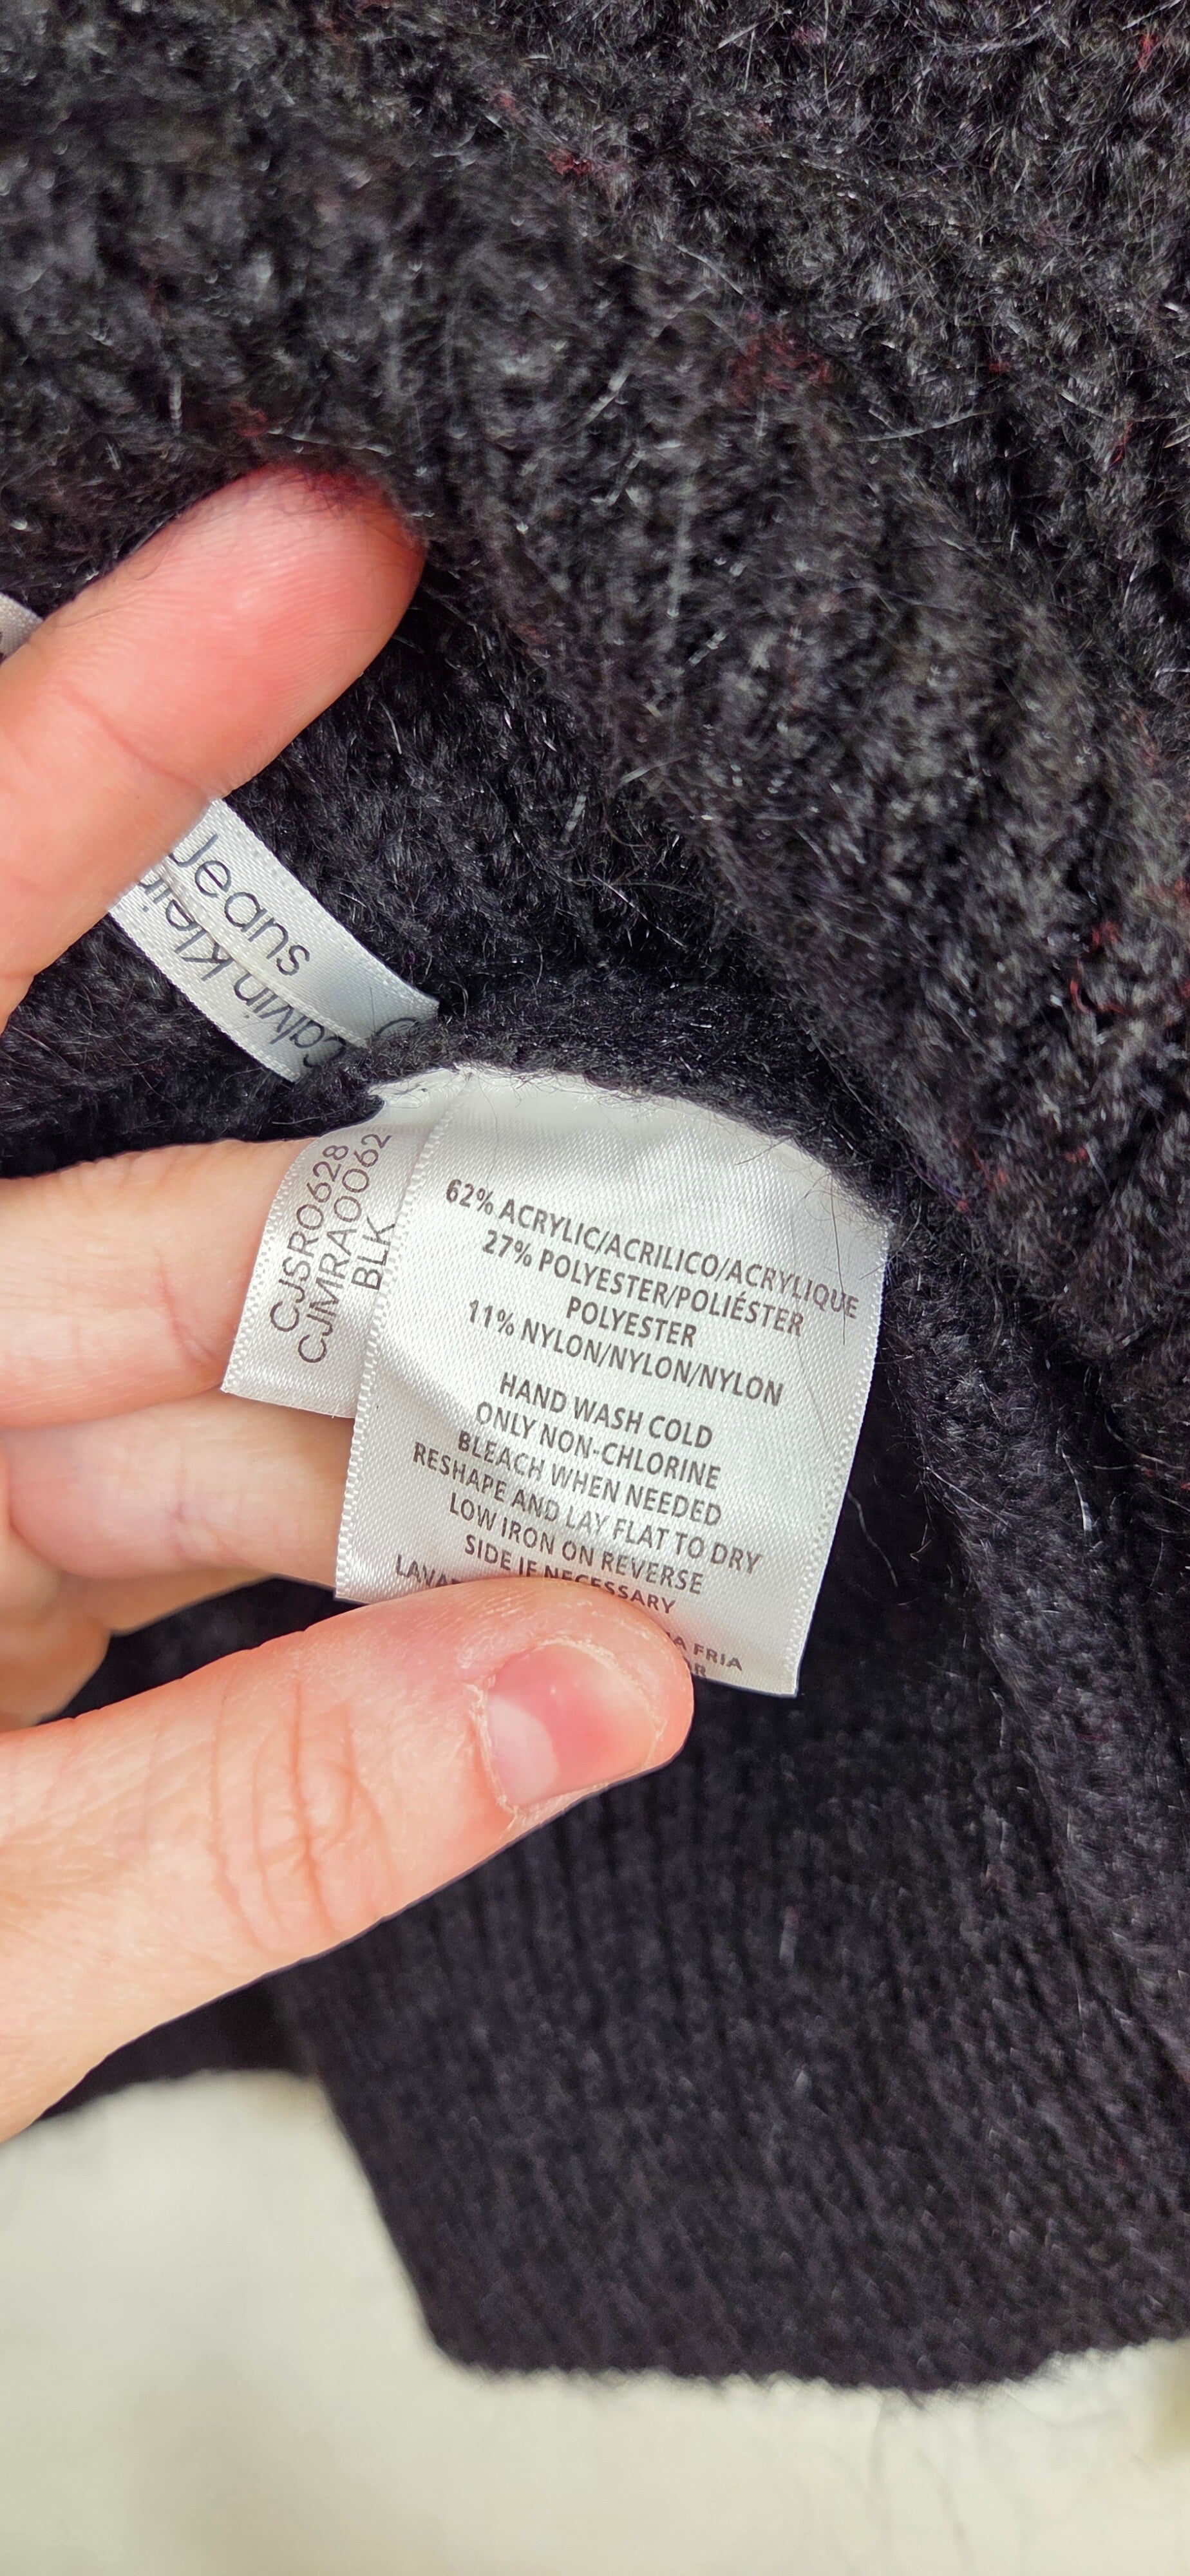 Calvin Klein
Jeans
CJSR0628
CJMRA0062
BLK
62% ACRYLIC/ACRILICO/ACRYLIQUE
27% POLYESTER/POLIÉSTER
POLYESTER
11% NYLON/NYLON/NYLON
HAND WASH COLD
ONLY NON-CHLORINE
BLEACH WHEN NEEDED
RESHAPE AND LAY FLAT TO DRY
LOW IRON ON REVERSE
SIDE IF NECESSARY
FRIA